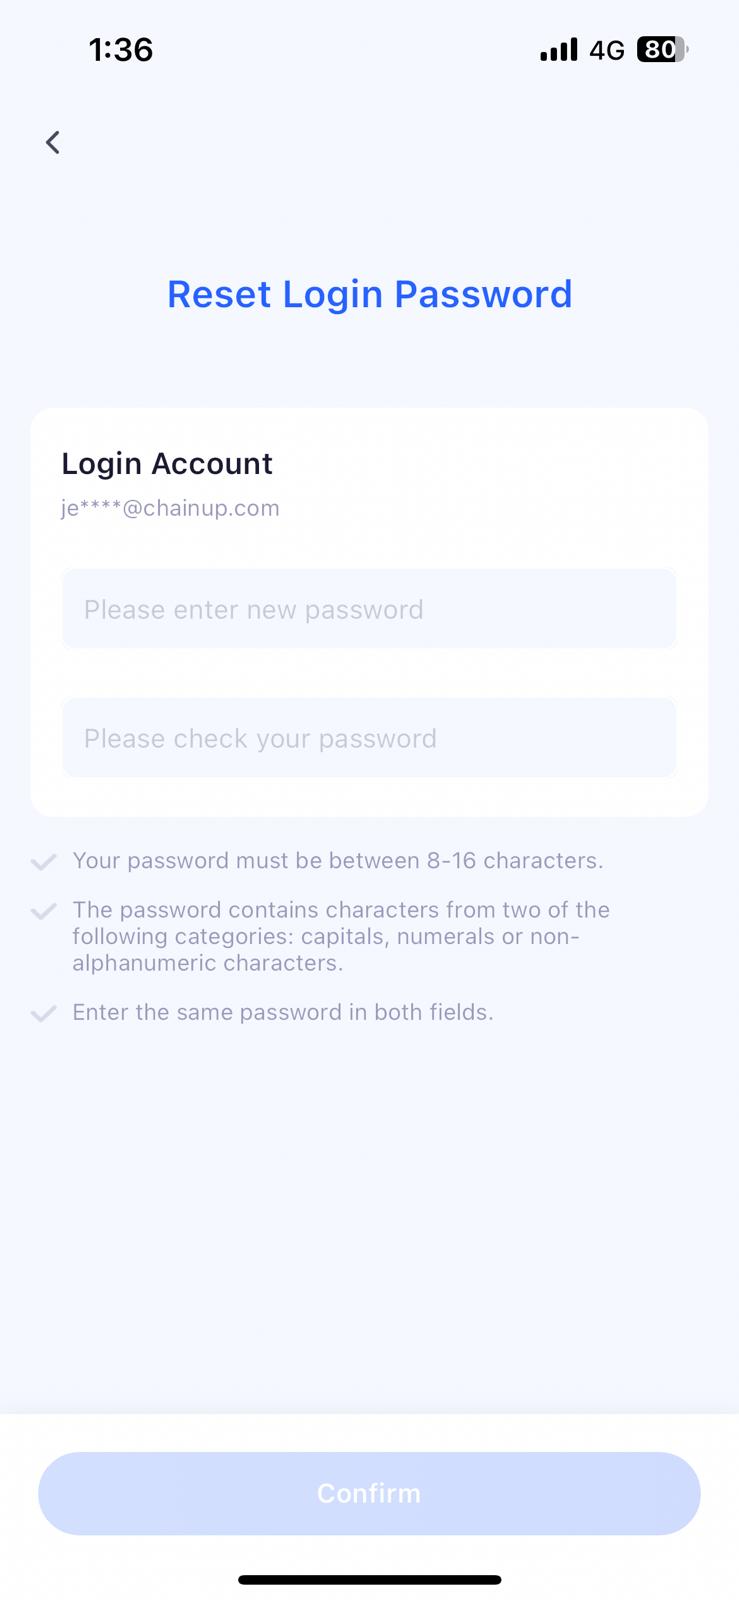 1:36
4G
80
Reset Login Password
Login Account
je****@chainup.com
Please enter new password
Please check your password
Your password must be between 8-16 characters.
The password contains characters from two of the
following categories: capitals, numerals or non-
alphanumeric characters.
Enter the same password in both fields.
Confirm